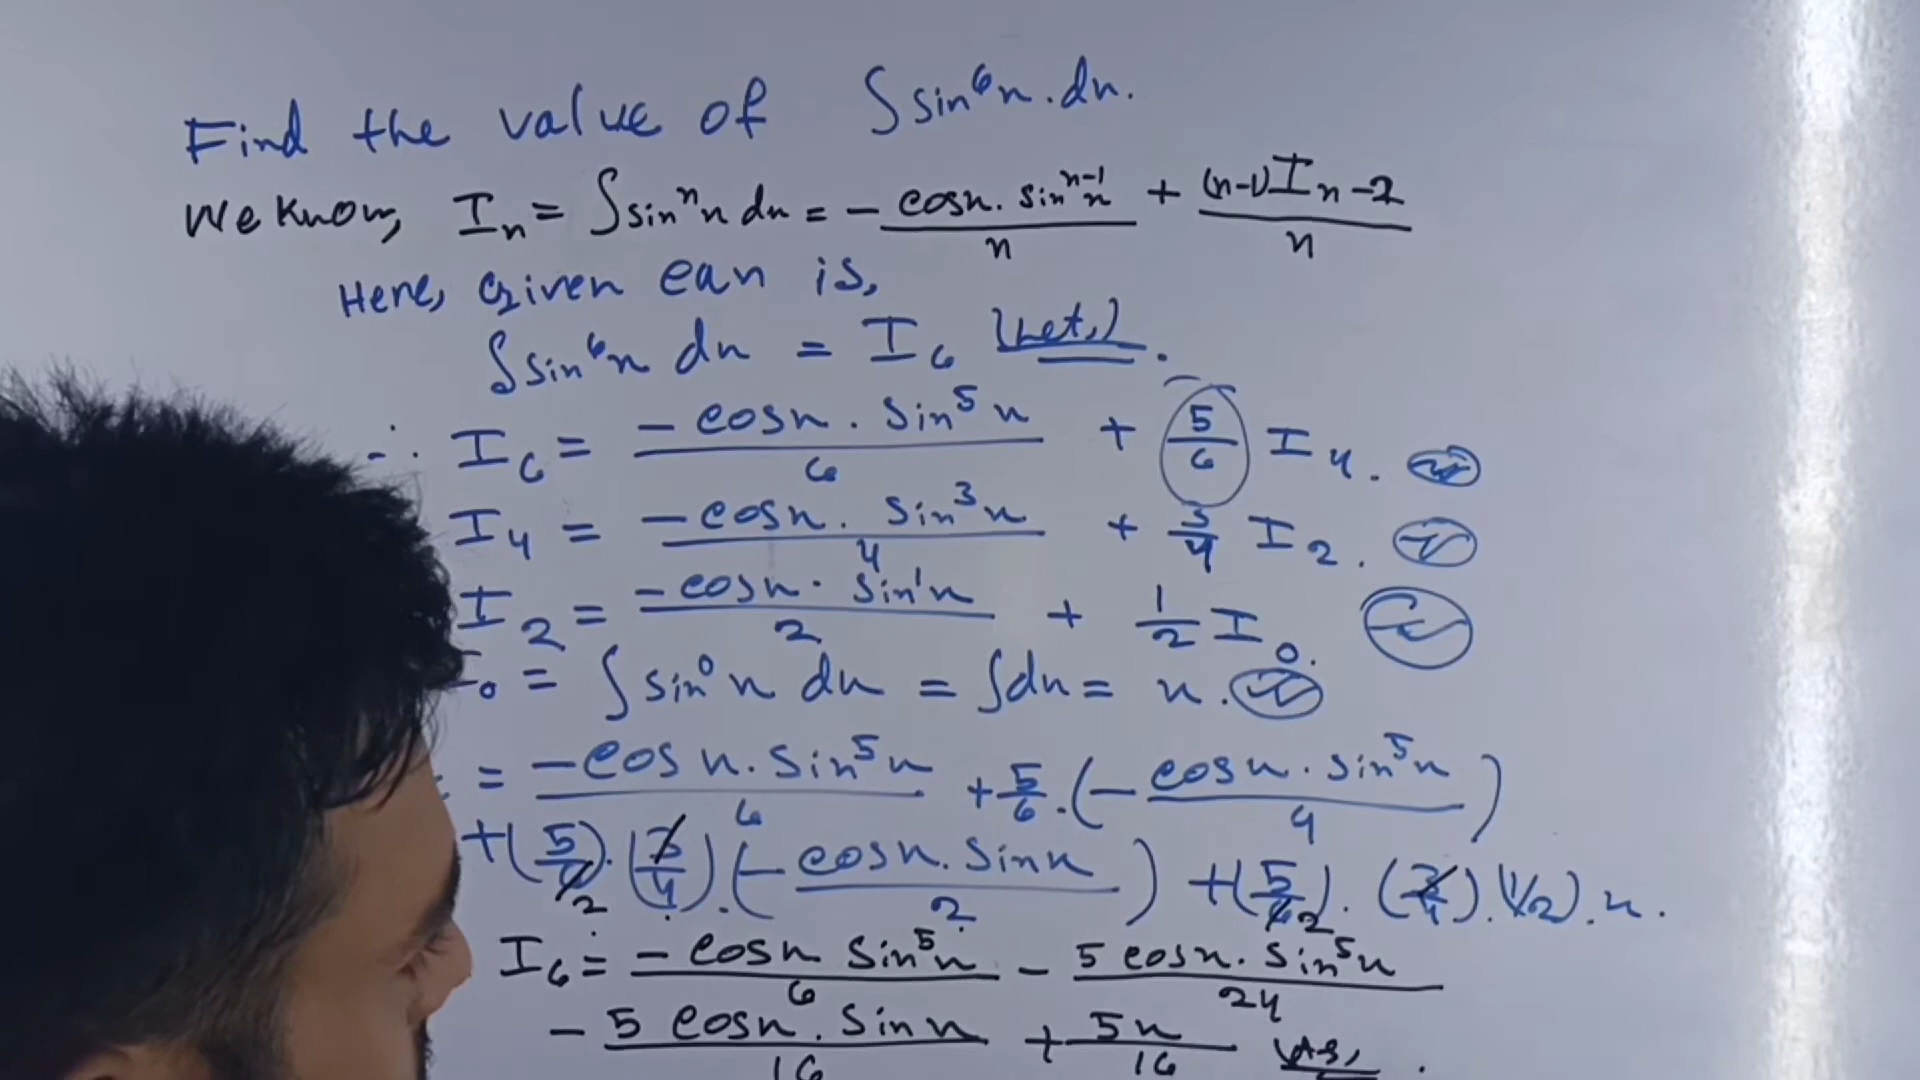 Find the value of ∫sin⁶x.dx.
We know, Iₙ = ∫sinⁿx dx = - cosx. sinⁿ⁻¹x / n + (n-1)Iₙ₋₂ / n
Here, given eqn is,
∫sin⁶x dx = I₆ (Let,).
∴ I₆ = -cosx . sin⁵x / 6 + 5/6 I₄.
I₄ = -cosx. sin³x / 4 + 3/4 I₂.
I₂ = -cosx. sin¹x / 2 + 1/2 I₀.
₀ = ∫sin⁰x dx = ∫dx = x.
= -cosx. sin⁵x / 6 + 5/6 .(- cosx. sin⁵x / 4)
+(5/6).(3/4).(- cosx. sinx / 2) + (5/6).(3/4).(1/2).x.
2 2
I₆ = -cosx sin⁵x / 6 - 5 cosx. sin⁵x / 24
- 5 cosx. sinx / 16 + 5x / 16